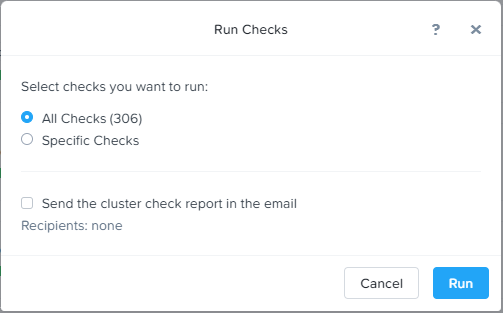 Run Checks
?
Select checks you want to run:
All Checks (306)
Specific Checks
Send the cluster check report in the email
Recipients: none
Cancel
Run